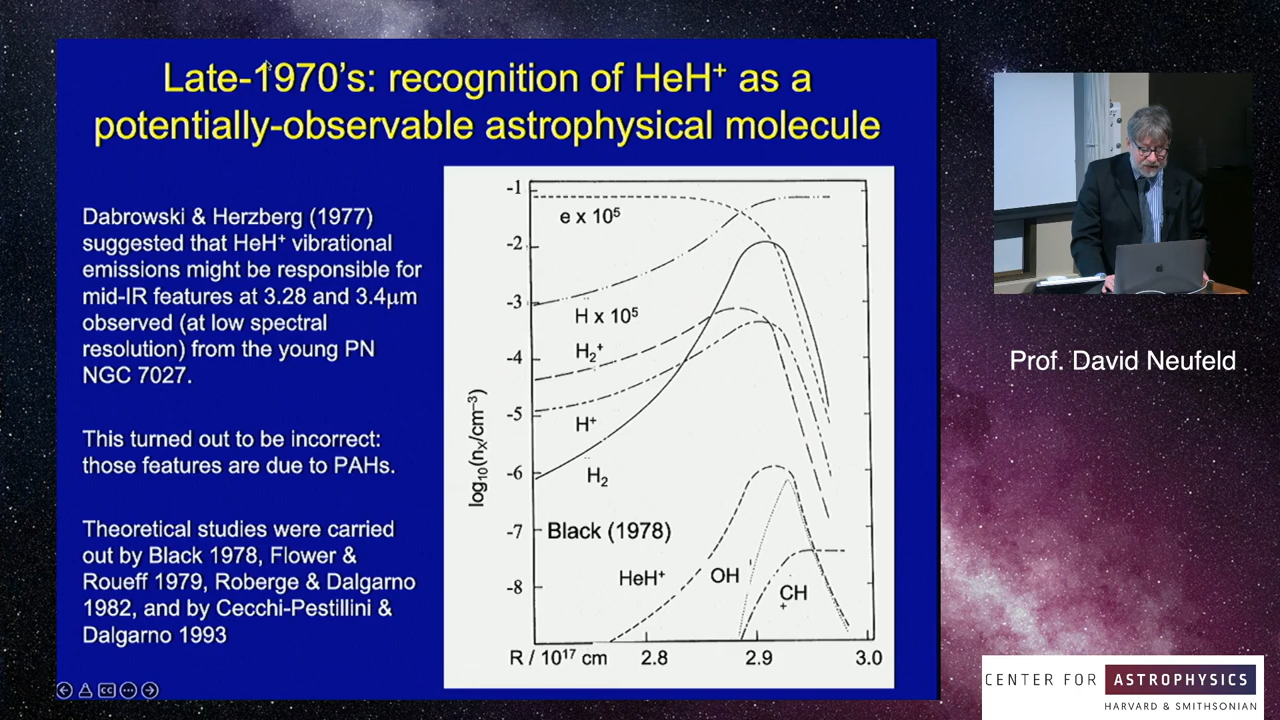 Late-1970's: recognition of HeH⁺ as a
potentially-observable astrophysical molecule
Dabrowski & Herzberg (1977)
suggested that HeH⁺ vibrational
emissions might be responsible for
mid-IR features at 3.28 and 3.4μm
observed (at low spectral
resolution) from the young PN
NGC 7027.
This turned out to be incorrect:
those features are due to PAHs.
Theoretical studies were carried
out by Black 1978, Flower &
Roueff 1979, Roberge & Dalgarno
1982, and by Cecchi-Pestillini &
Dalgarno 1993
log₁₀(nₓ/cm⁻³)
-1
-2
-3
-4
-5
-6
-7
-8
e x 10⁵
H x 10⁵
H₂⁺
H⁺
H₂
Black (1978)
HeH⁺
OH
CH
+
R / 10¹⁷ cm
2.8
2.9
3.0
CC
Prof. David Neufeld
CENTER FOR ASTROPHYSICS
HARVARD & SMITHSONIAN